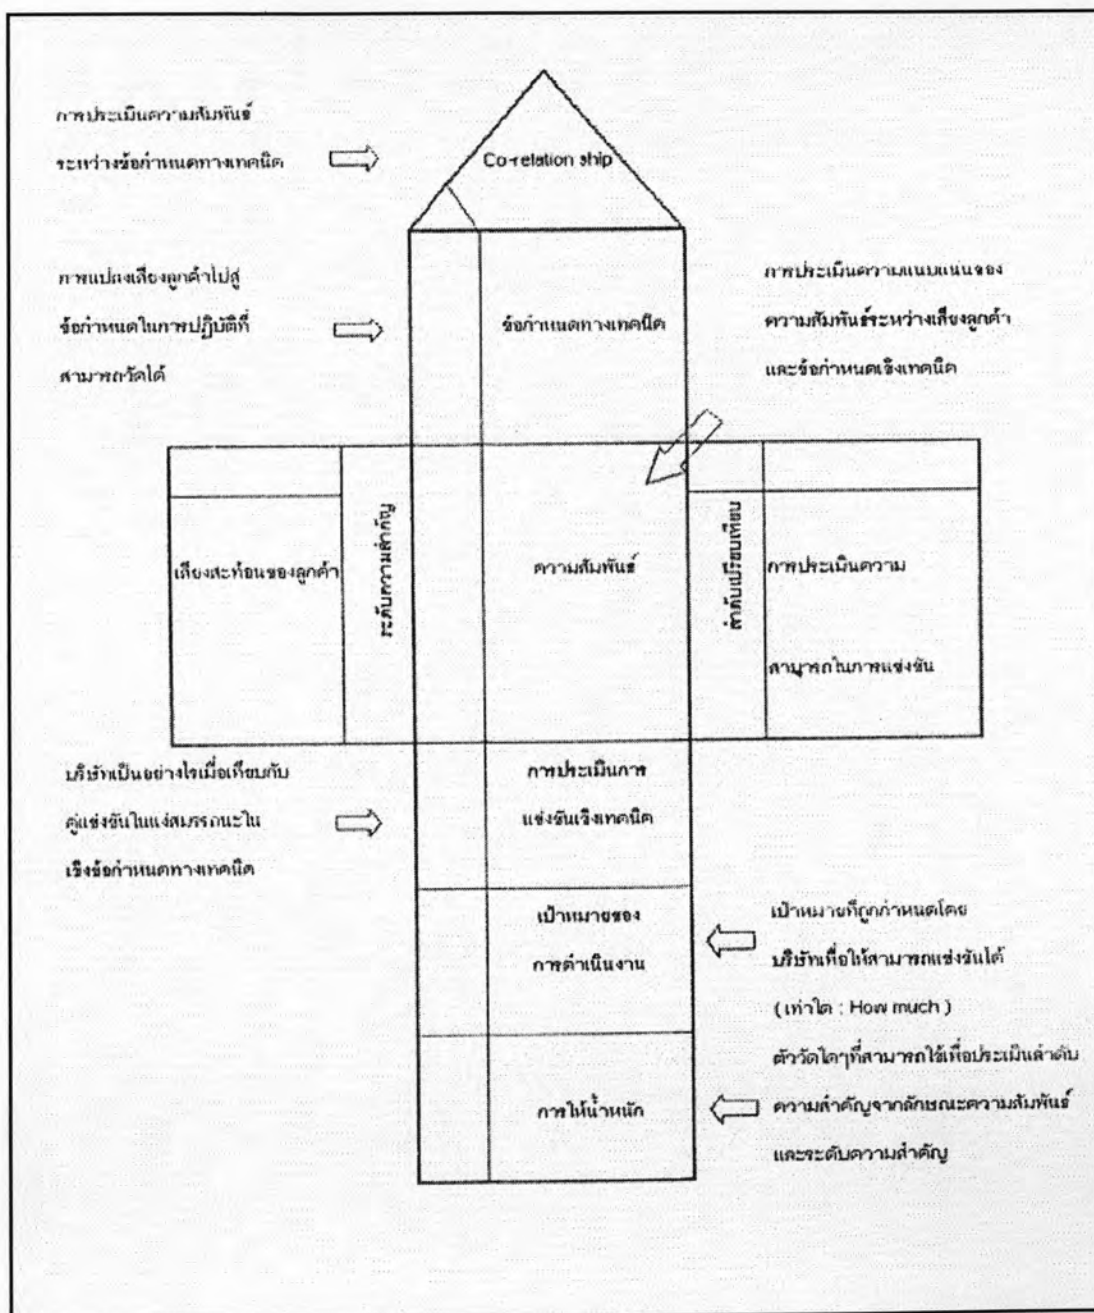 การประเมินความสัมพันธ์
ระหว่างข้อกำหนดทางเทคนิค
Co-relation ship
การแปลงเสียงลูกค้าไปสู่
ข้อกำหนดในการปฏิบัติที่
สามารถวัดได้
ข้อกำหนดทางเทคนิค
การประเมินความแนบแน่นของ
ความสัมพันธ์ระหว่างเสียงลูกค้า
และข้อกำหนดเชิงเทคนิค
เสียงสะท้อนของลูกค้า
ระดับความสำคัญ
ความสัมพันธ์
ลำดับเปรียบเทียบ
การประเมินความ
สามารถในการแข่งขัน
บริษัทเป็นอย่างไรเมื่อเทียบกับ
คู่แข่งขันในแง่สมรรถนะใน
เชิงข้อกำหนดทางเทคนิค
การประเมินการ
แข่งขันเชิงเทคนิค
เป้าหมายของ
การดำเนินงาน
เป้าหมายที่ถูกกำหนดโดย
บริษัทเพื่อให้สามารถแข่งขันได้
(เท่าใด : How much )
การให้น้ำหนัก
ตัววัดใดๆที่สามารถใช้เพื่อประเมินลำดับ
ความสำคัญจากลักษณะความสัมพันธ์
และระดับความสำคัญ